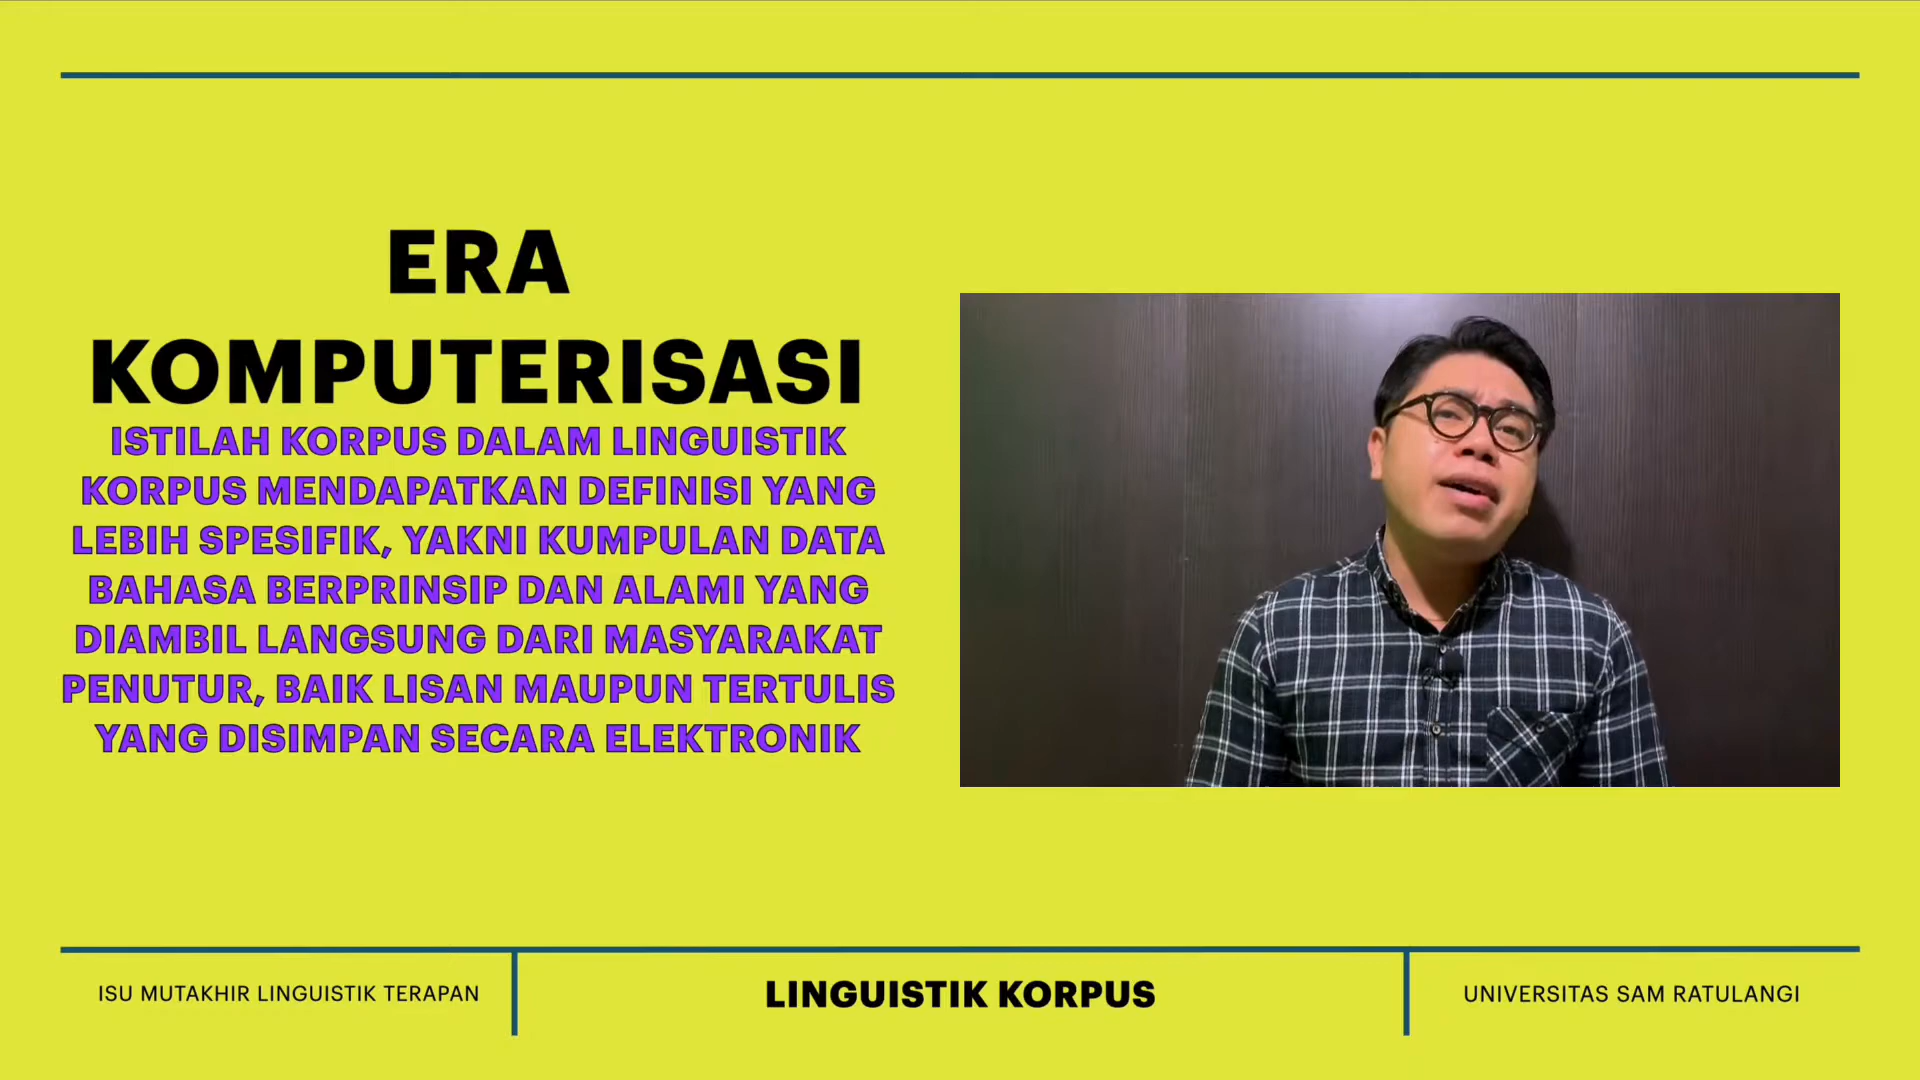 ERA
KOMPUTERISASI
ISTILAH KORPUS DALAM LINGUISTIK
KORPUS MENDAPATKAN DEFINISI YANG
LEBIH SPESIFIK, YAKNI KUMPULAN DATA
BAHASA BERPRINSIP DAN ALAMI YANG
DIAMBIL LANGSUNG DARI MASYARAKAT
PENUTUR, BAIK LISAN MAUPUN TERTULIS
YANG DISIMPAN SECARA ELEKTRONIK
ISU MUTAKHIR LINGUISTIK TERAPAN
LINGUISTIK KORPUS
UNIVERSITAS SAM RATULANGI